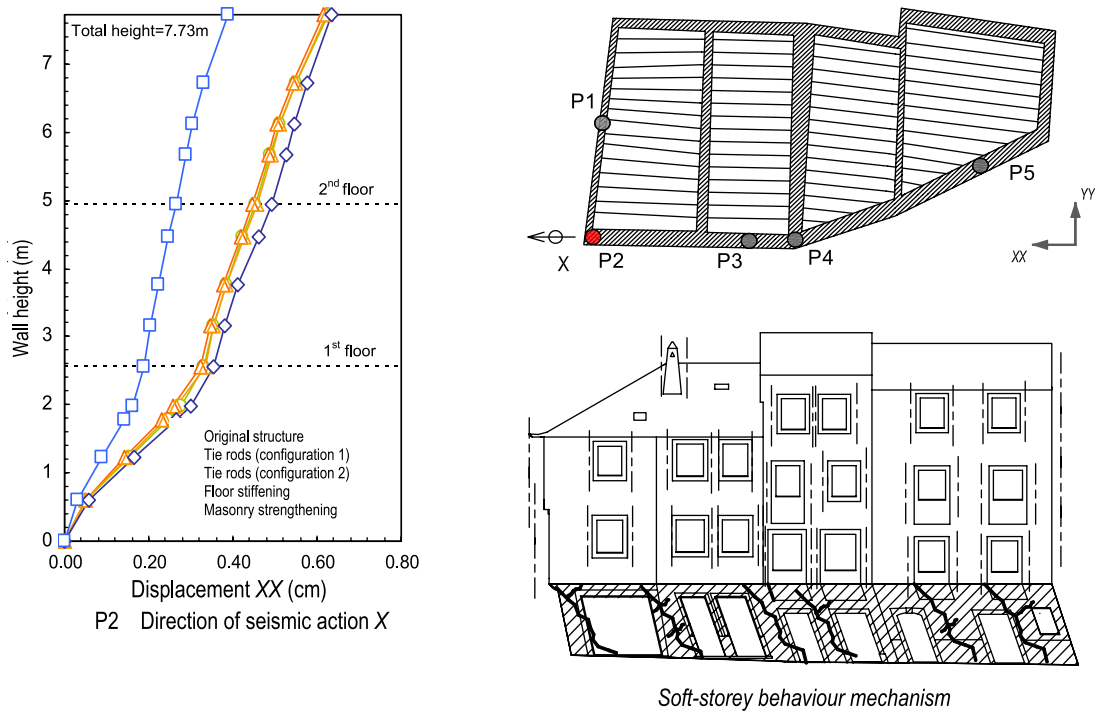 Total height=7.73m
7
6
5
4
3
2
1
0
Wall height (m)
2nd floor
1st floor
Original structure
Tie rods (configuration 1)
Tie rods (configuration 2)
Floor stiffening
Masonry strengthening
0.00 0.20 0.40 0.60 0.80
Displacement XX (cm)
P2 Direction of seismic action X
P1
P5
YY
XX
X P2 P3 P4
Soft-storey behaviour mechanism